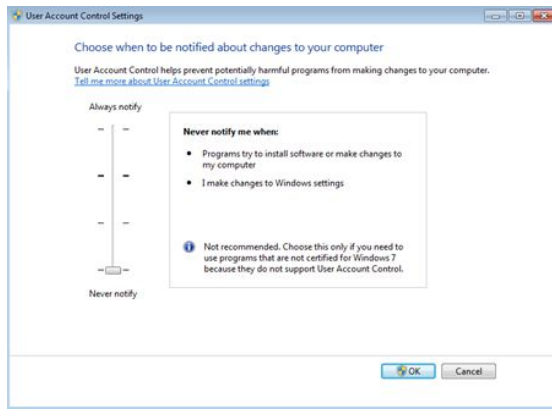 User Account Control Settings
Choose when to be notified about changes to your computer
User Account Control helps prevent potentially harmful programs from making changes to your computer.
Tell me more about User Account Control settings
Always notify
Never notify me when:
Programs try to install software or make changes to
my computer
I make changes to Windows settings
Not recommended. Choose this only if you need to
use programs that are not certified for Windows 7
because they do not support User Account Control.
Never notify
OK
Cancel